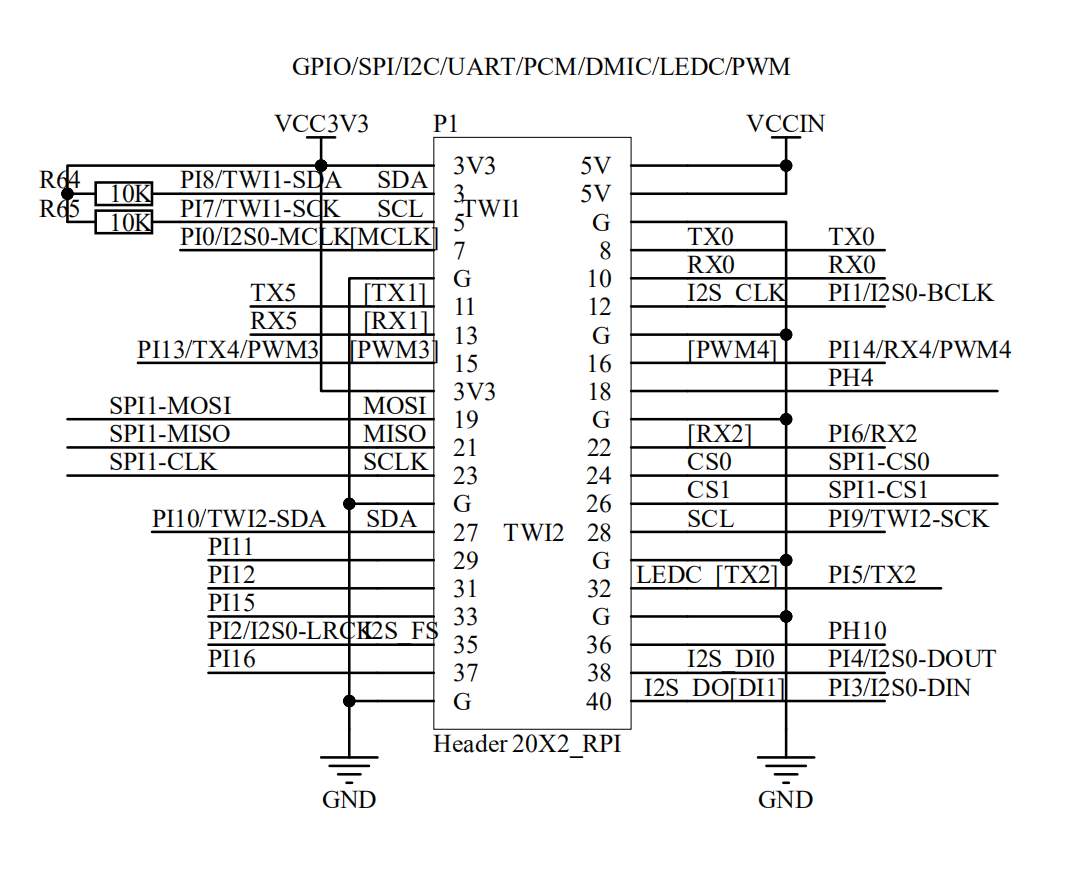 GPIO/SPI/I2C/UART/PCM/DMIC/LEDC/PWM
VCC3V3 P1 VCCIN
3V3 5V
R64 10K PI8/TWI1-SDA SDA 3 5V
R65 10K PI7/TWI1-SCK SCL 5 TWI1 G
PI0/I2S0-MCLK [MCLK] 7 8 TX0 TX0
G 10 RX0 RX0
TX5 [TX1] 11 12 I2S_CLK PI1/I2S0-BCLK
RX5 [RX1] 13 G
PI13/TX4/PWM3 [PWM3] 15 16 [PWM4] PI14/RX4/PWM4
3V3 18 PH4
SPI1-MOSI MOSI 19 G
SPI1-MISO MISO 21 22 [RX2] PI6/RX2
SPI1-CLK SCLK 23 24 CS0 SPI1-CS0
G 26 CS1 SPI1-CS1
PI10/TWI2-SDA SDA 27 TWI2 28 SCL PI9/TWI2-SCK
PI11 29 G
PI12 31 32 LEDC [TX2] PI5/TX2
PI15 33 G
PI2/I2S0-LRCK I2S_FS 35 36 PH10
PI16 37 38 I2S_DI0 PI4/I2S0-DOUT
G 40 I2S_DO[DI1] PI3/I2S0-DIN
Header 20X2_RPI
GND GND